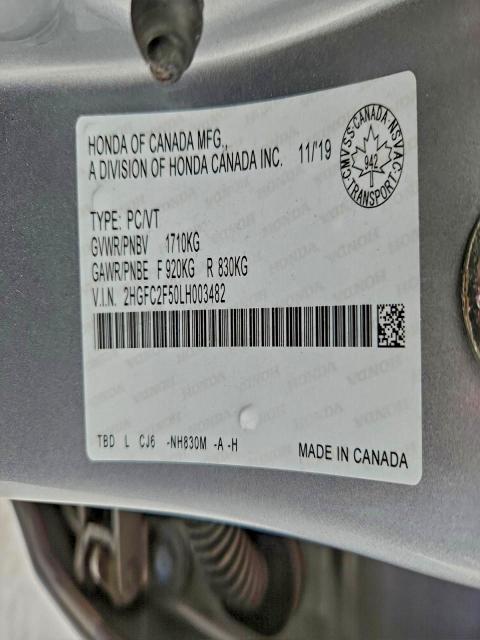 HONDA OF CANADA MFG.,
A DIVISION OF HONDA CANADA INC. 11/'19
CMVSS·CANADA·NSVAC·TRANSPORT·
942
TYPE: PC/VT
GVWR/PNBV 1710KG
GAWR/PNBE F 920KG R 830KG
V.I.N. 2HGFC2F50LH003482
TBD L CJ6 -NH830M -A -H
MADE IN CANADA